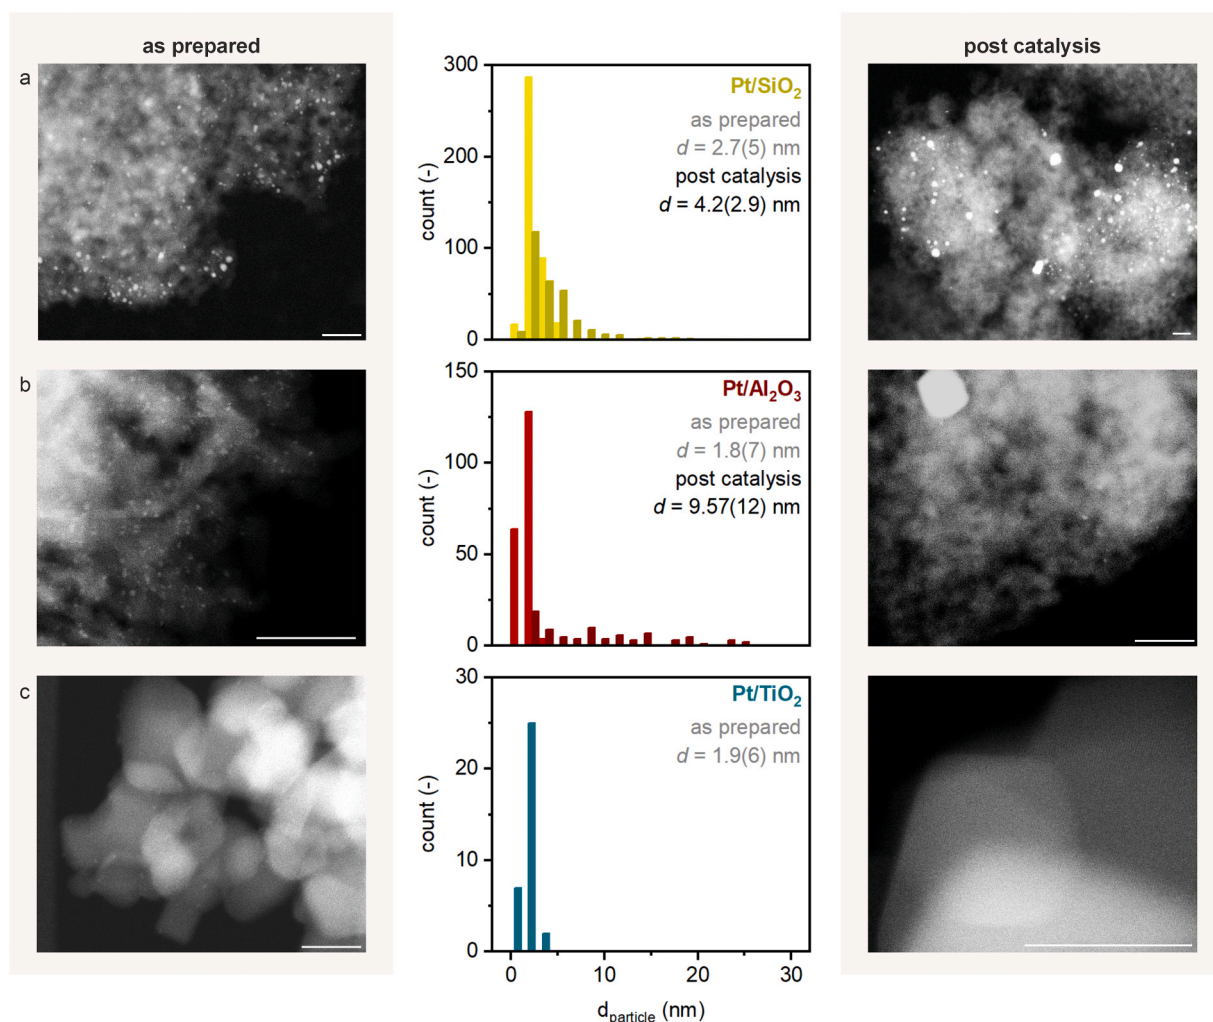 as prepared
post catalysis
a
300
200
100
0
count (-)
Pt/SiO₂
as prepared
d = 2.7(5) nm
post catalysis
d = 4.2(2.9) nm
b
150
100
50
0
count (-)
Pt/Al₂O₃
as prepared
d = 1.8(7) nm
post catalysis
d = 9.57(12) nm
c
30
20
10
0
count (-)
Pt/TiO₂
as prepared
d = 1.9(6) nm
0 10 20 30
dparticle (nm)